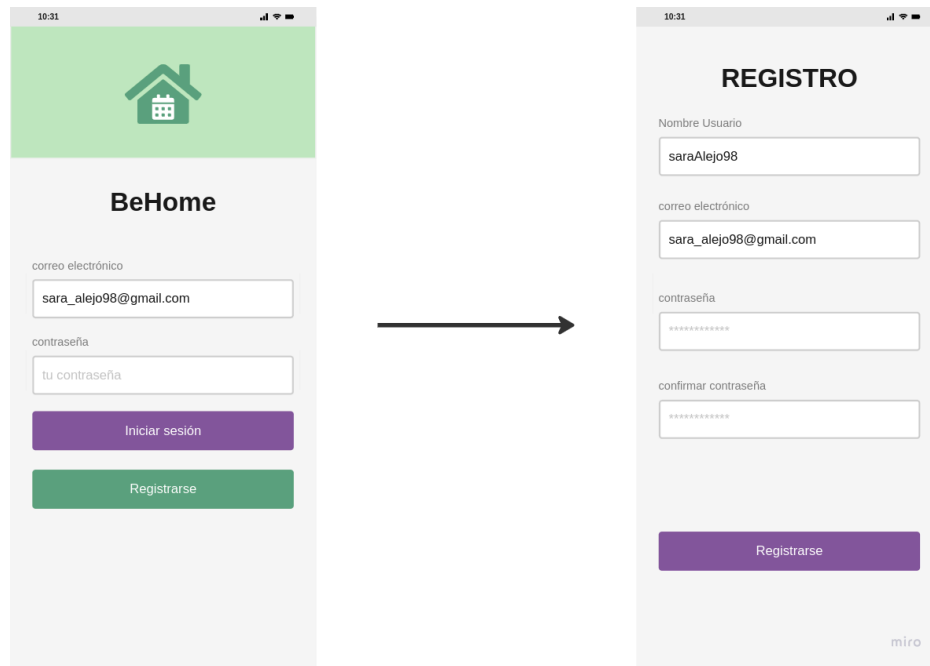 10:31
BeHome
correo electrónico
sara_alejo98@gmail.com
contraseña
tu contraseña
Iniciar sesión
Registrarse
10:31
REGISTRO
Nombre Usuario
saraAlejo98
correo electrónico
sara_alejo98@gmail.com
contraseña
************
confirmar contraseña
************
Registrarse
miro